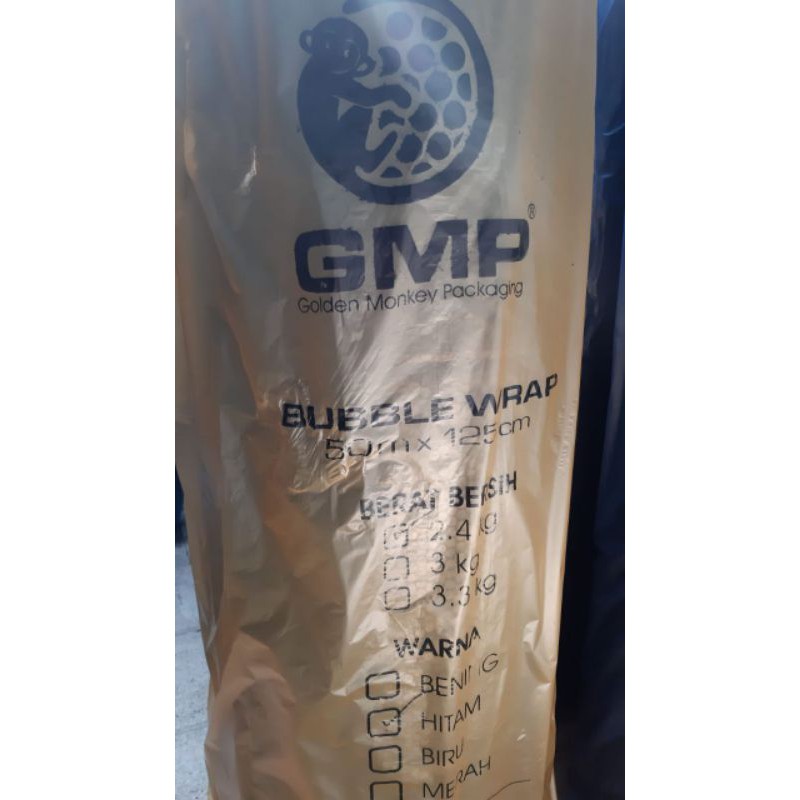 GMP®
Golden Monkey Packaging
BUBBLE WRAP
50m x 125cm
BERAT BERSIH
2.4 kg
3 kg
3.3 kg
WARNA
BENING
HITAM
BIRU
MERAH